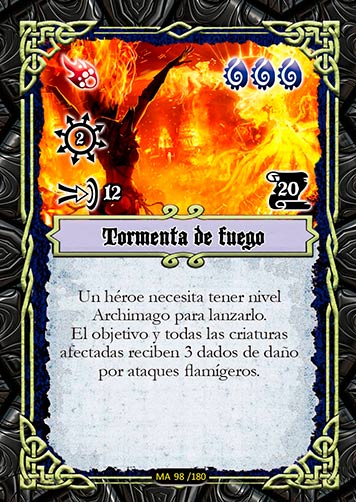 2
12
20
Tormenta de fuego
Un héroe necesita tener nivel
Archimago para lanzarlo.
El objetivo y todas las criaturas
afectadas reciben 3 dados de daño
por ataques flamígeros.
MA 98 /180